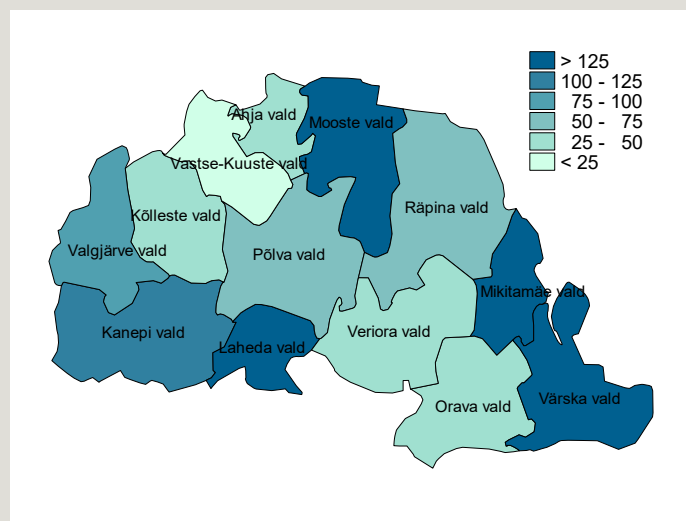 > 125
100 - 125
75 - 100
50 - 75
25 - 50
< 25
Ahja vald
Mooste vald
Vastse-Kuuste vald
Kõlleste vald
Räpina vald
Valgjärve vald
Põlva vald
Mikitamäe vald
Kanepi vald
Veriora vald
Laheda vald
Värska vald
Orava vald